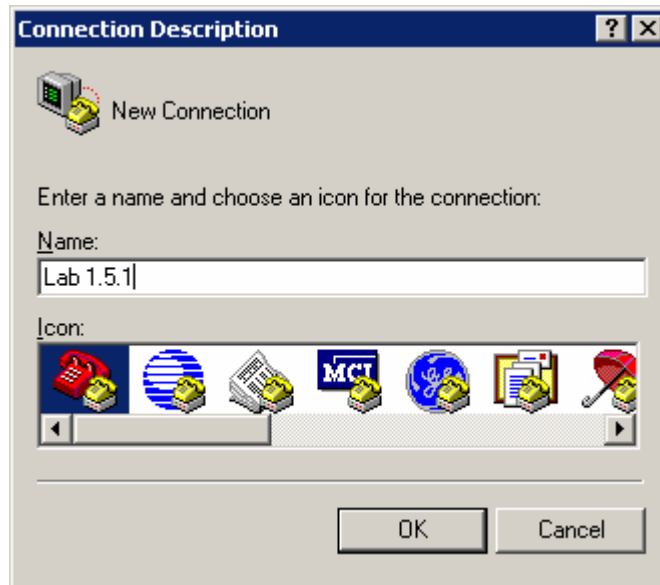 Connection Description
New Connection
Enter a name and choose an icon for the connection:
Name:
Lab 1.5.1
Icon:
MCI
OK Cancel